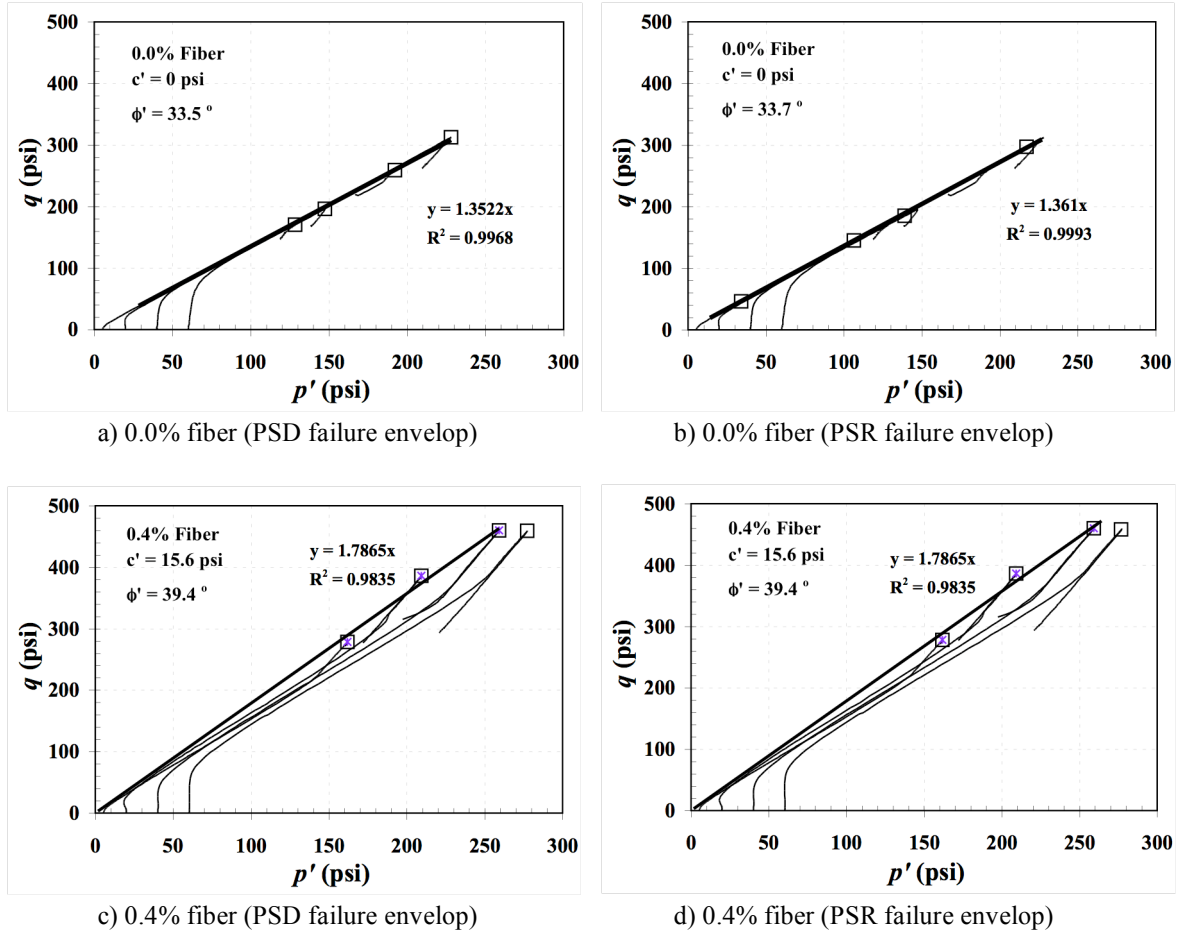 500
400
300
200
100
0
q (psi)
0.0% Fiber
c' = 0 psi
ϕ' = 33.5 °
y = 1.3522x
R² = 0.9968
0 50 100 150 200 250 300
p' (psi)
a) 0.0% fiber (PSD failure envelop)
500
400
300
200
100
0
q (psi)
0.0% Fiber
c' = 0 psi
ϕ' = 33.7 °
y = 1.361x
R² = 0.9993
0 50 100 150 200 250 300
p' (psi)
b) 0.0% fiber (PSR failure envelop)
500
400
300
200
100
0
q (psi)
0.4% Fiber
c' = 15.6 psi
ϕ' = 39.4 °
y = 1.7865x
R² = 0.9835
0 50 100 150 200 250 300
p' (psi)
c) 0.4% fiber (PSD failure envelop)
500
400
300
200
100
0
q (psi)
0.4% Fiber
c' = 15.6 psi
ϕ' = 39.4 °
y = 1.7865x
R² = 0.9835
0 50 100 150 200 250 300
p' (psi)
d) 0.4% fiber (PSR failure envelop)